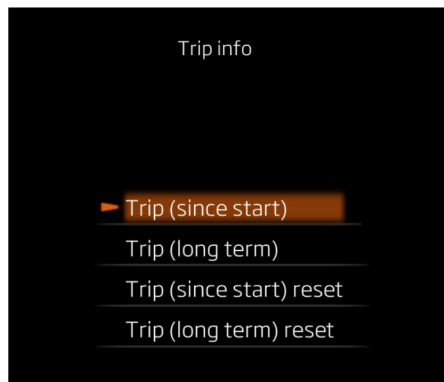 Trip info
Trip (since start)
Trip (long term)
Trip (since start) reset
Trip (long term) reset